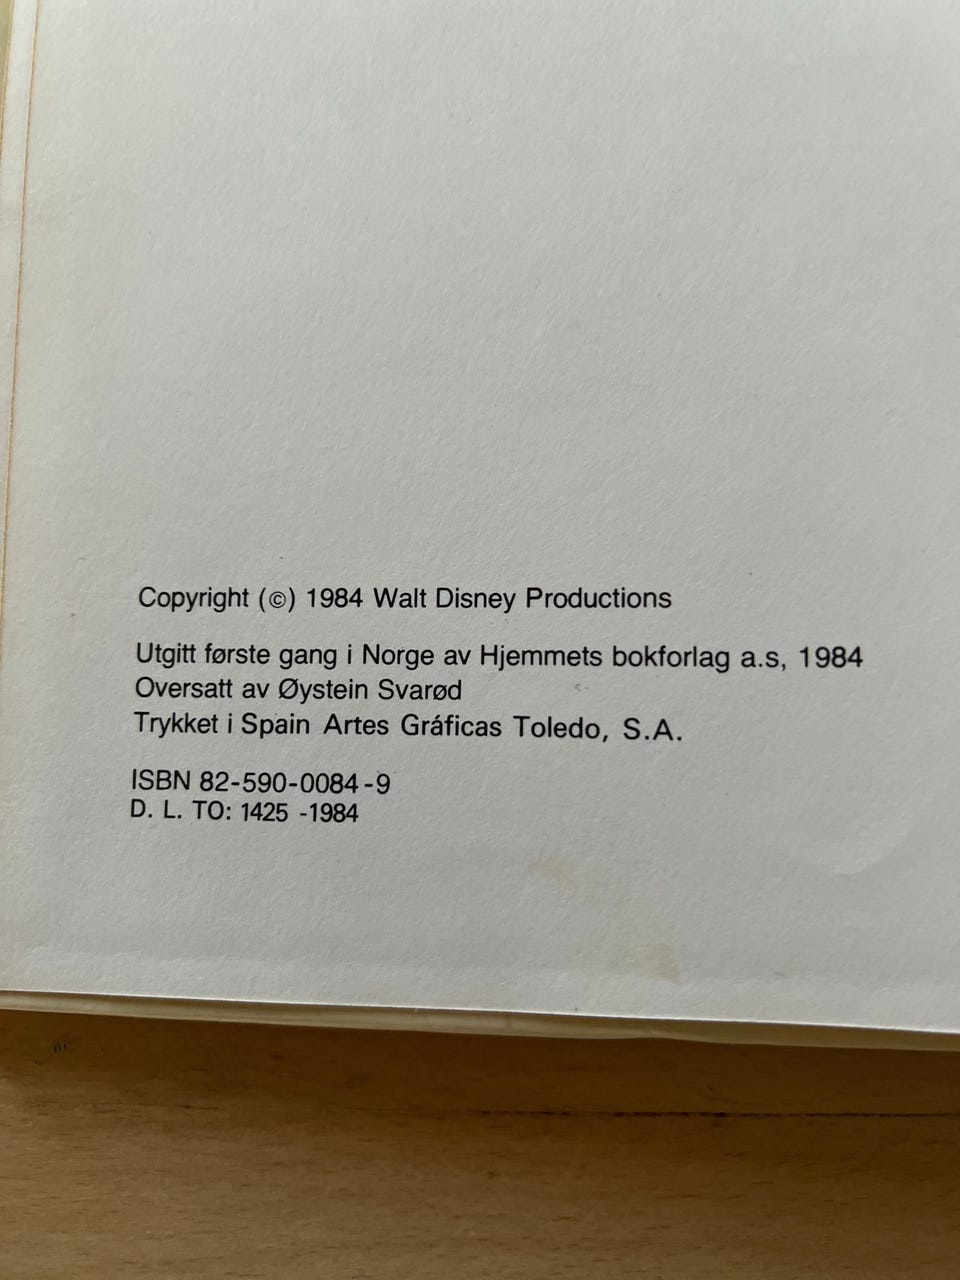 Copyright (©) 1984 Walt Disney Productions
Utgitt første gang i Norge av Hjemmets bokforlag a.s, 1984
Oversatt av Øystein Svarød
Trykket i Spain Artes Gráficas Toledo, S.A.
ISBN 82-590-0084-9
D. L. TO: 1425 -1984